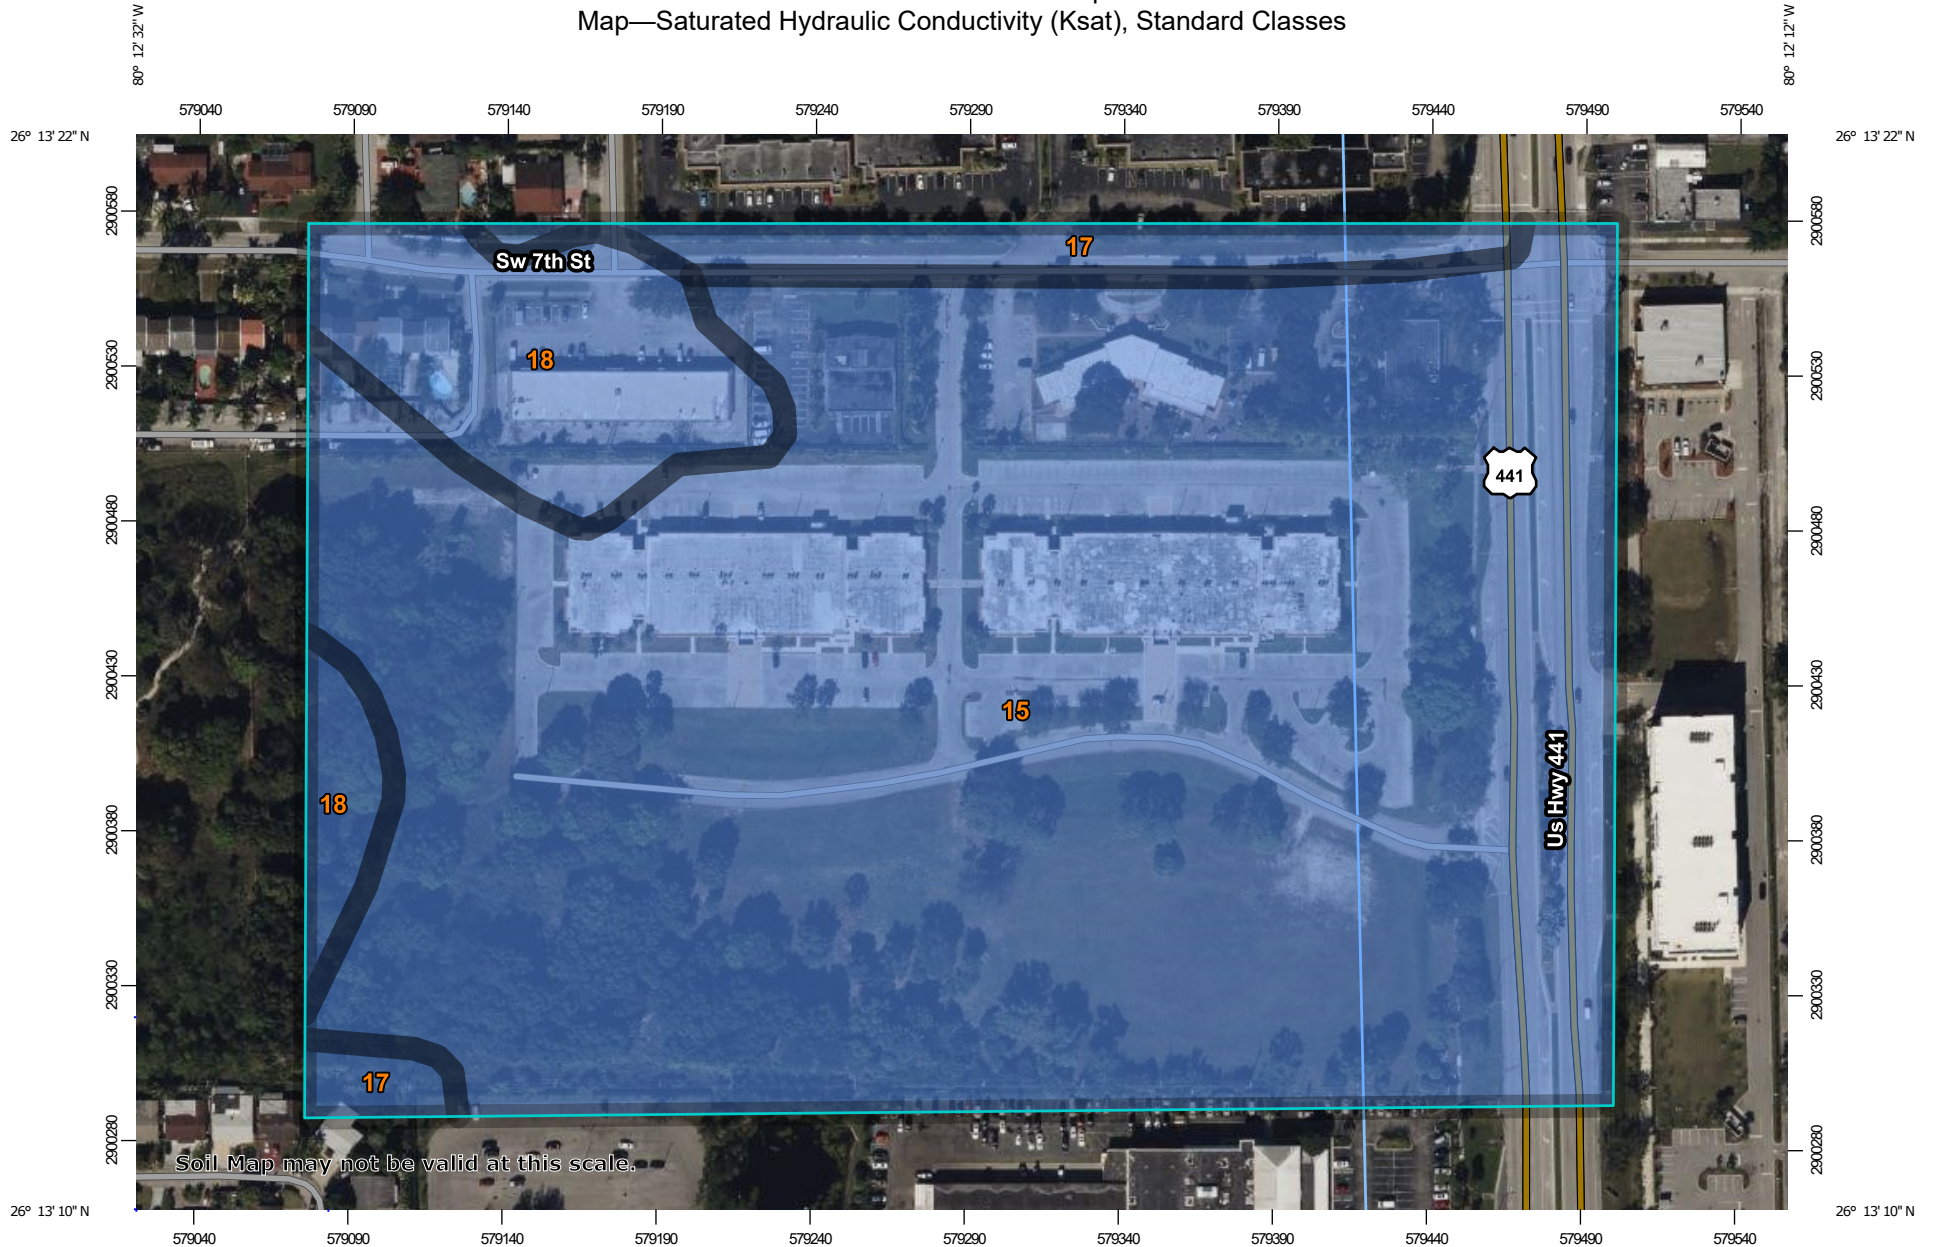 Map—Saturated Hydraulic Conductivity (Ksat), Standard Classes
80° 12' 32'' W
80° 12' 12'' W
579040 579090 579140 579190 579240 579290 579340 579390 579440 579490 579540
26° 13' 22'' N
26° 13' 22'' N
2900580
2900580
17
Sw 7th St
18
2900530
2900530
441
2900480
2900480
2900430
2900430
15
Us Hwy 441
18
2900380
2900380
2900330
2900330
17
2900280
2900280
Soil Map may not be valid at this scale.
26° 13' 10'' N
26° 13' 10'' N
579040 579090 579140 579190 579240 579290 579340 579390 579440 579490 579540